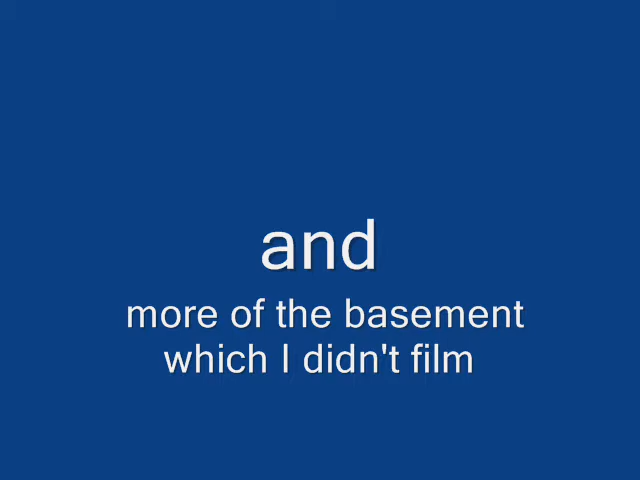 and
more of the basement
which I didn't film